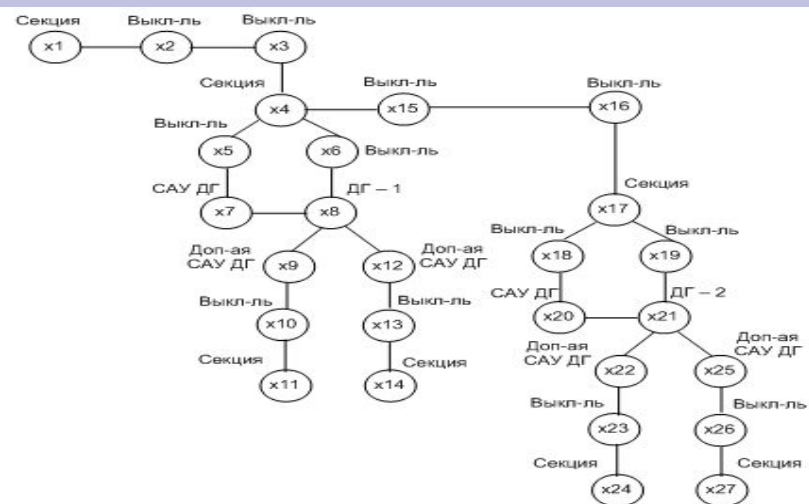 Секция Выкл-ль Выкл-ль
x1 x2 x3
Секция Выкл-ль Выкл-ль
x4 x15 x16
Выкл-ль
x5 x6 Выкл-ль
САУ ДГ ДГ – 1 Секция
x7 x8 x17
Выкл-ль Выкл-ль
Доп-ая САУ ДГ x9 x12 Доп-ая САУ ДГ x18 x19
Выкл-ль Выкл-ль САУ ДГ ДГ – 2
x10 x13 x20 x21
Секция Секция Доп-ая САУ ДГ Доп-ая САУ ДГ
x11 x14 x22 x25
Выкл-ль Выкл-ль
x23 x26
Секция Секция
x24 x27